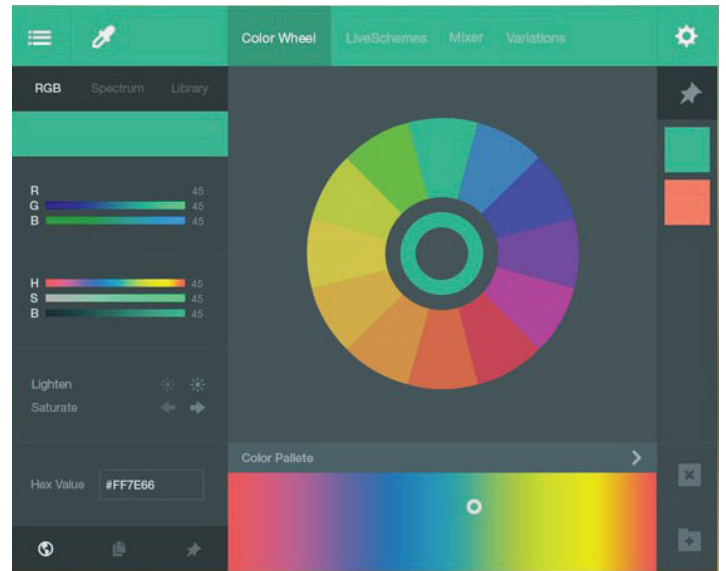 Color Wheel LiveSchemes Mixer Variations
RGB Spectrum Library
R 45
G 45
B 45
H 45
S 45
B 45
Lighten
Saturate
Hex Value #FF7E66
Color Pallete